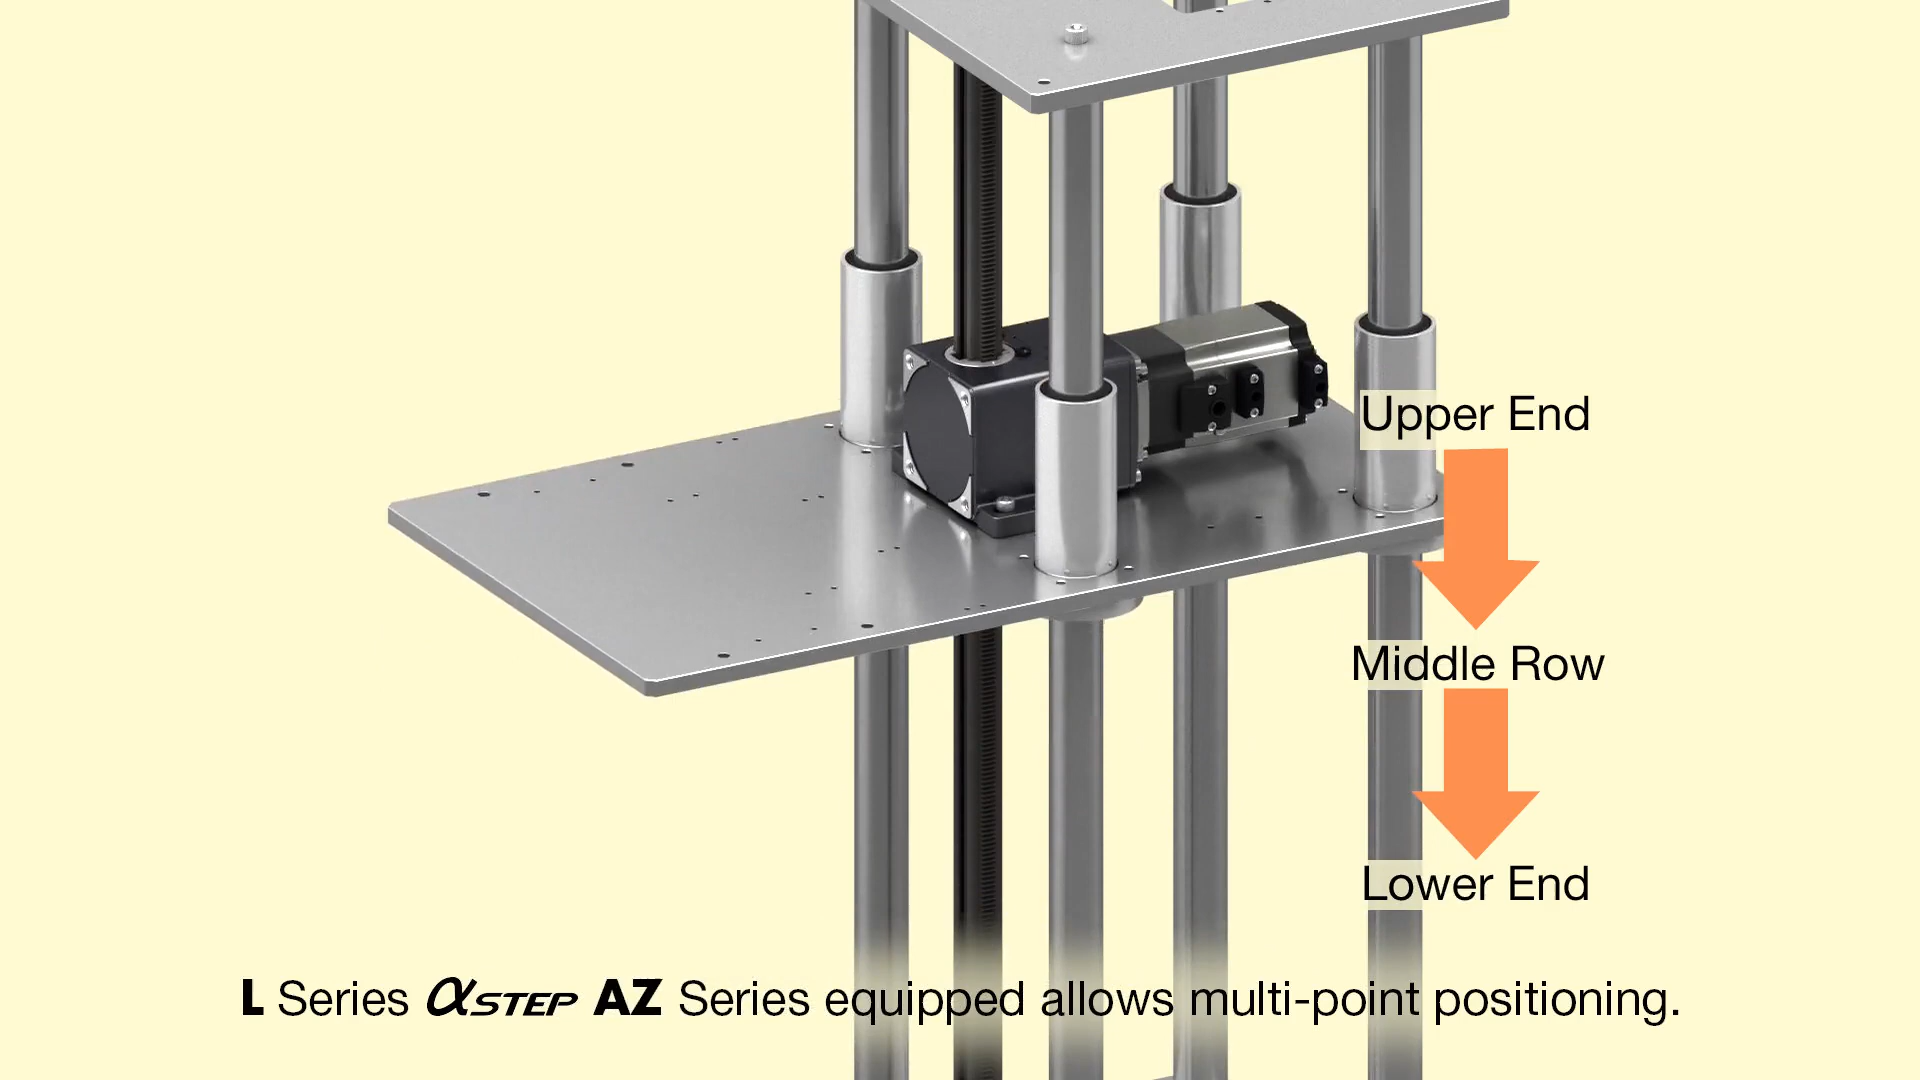 Upper End
Middle Row
Lower End
L Series αSTEP AZ Series equipped allows multi-point positioning.